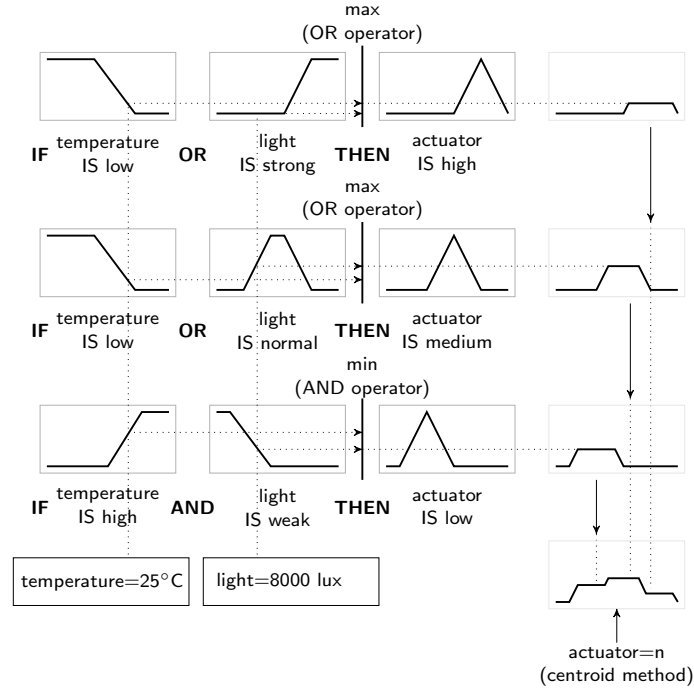 max
(OR operator)
IF temperature IS low OR light IS strong THEN actuator IS high
max
(OR operator)
IF temperature IS low OR light IS normal THEN actuator IS medium
min
(AND operator)
IF temperature IS high AND light IS weak THEN actuator IS low
temperature=25°C
light=8000 lux
actuator=n
(centroid method)